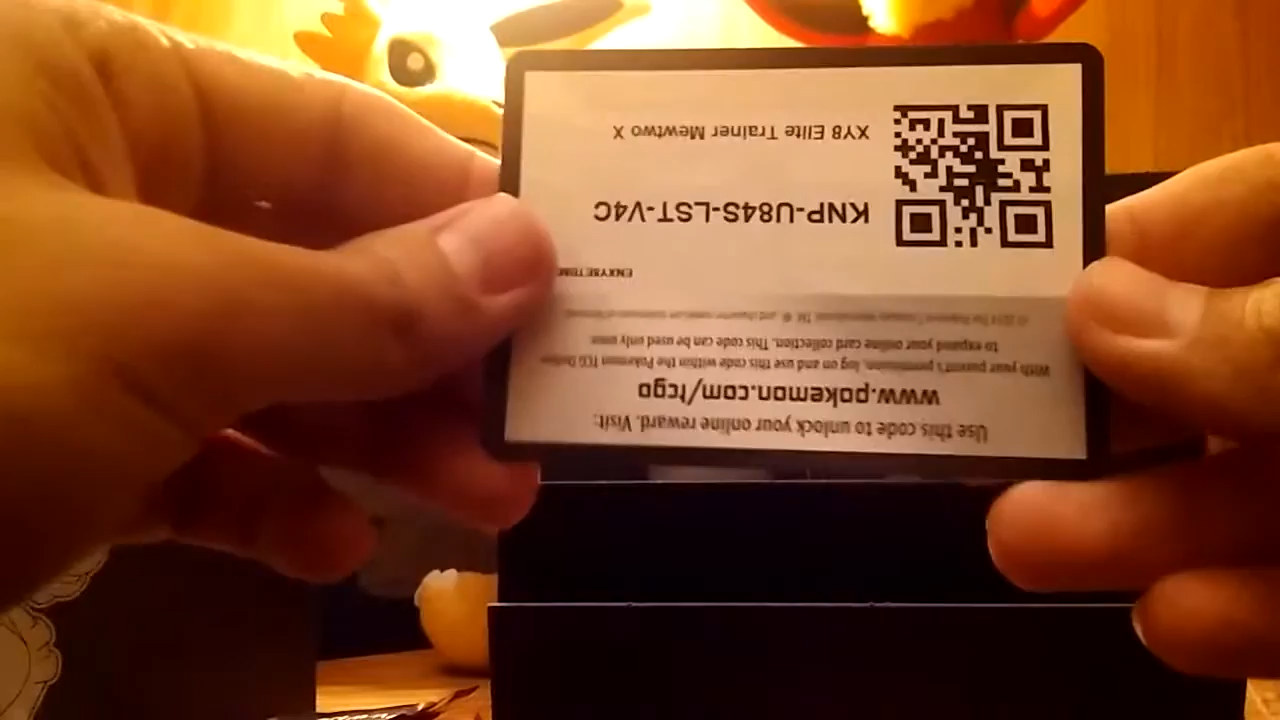 Use this code to unlock your online reward. Visit:
www.pokemon.com/tcgo
With your parent's permission, log on and use this code within the Pokémon TCG Online
to expand your online card collection. This code can be used only once.
KNP-U84S-LST-V4C
XY8 Elite Trainer Mewtwo X